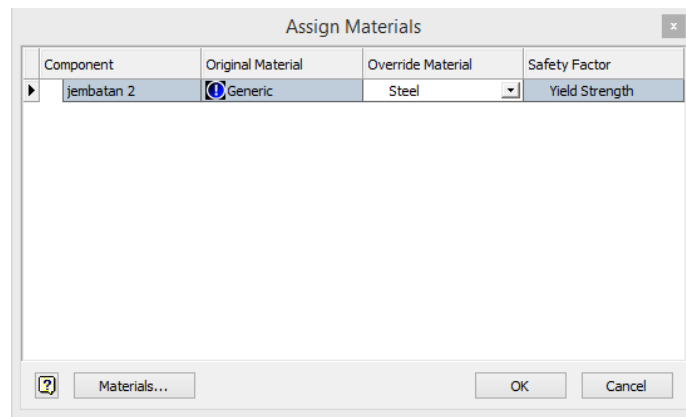 Assign Materials
x
Component Original Material Override Material Safety Factor
jembatan 2 Generic Steel Yield Strength
Materials... OK Cancel